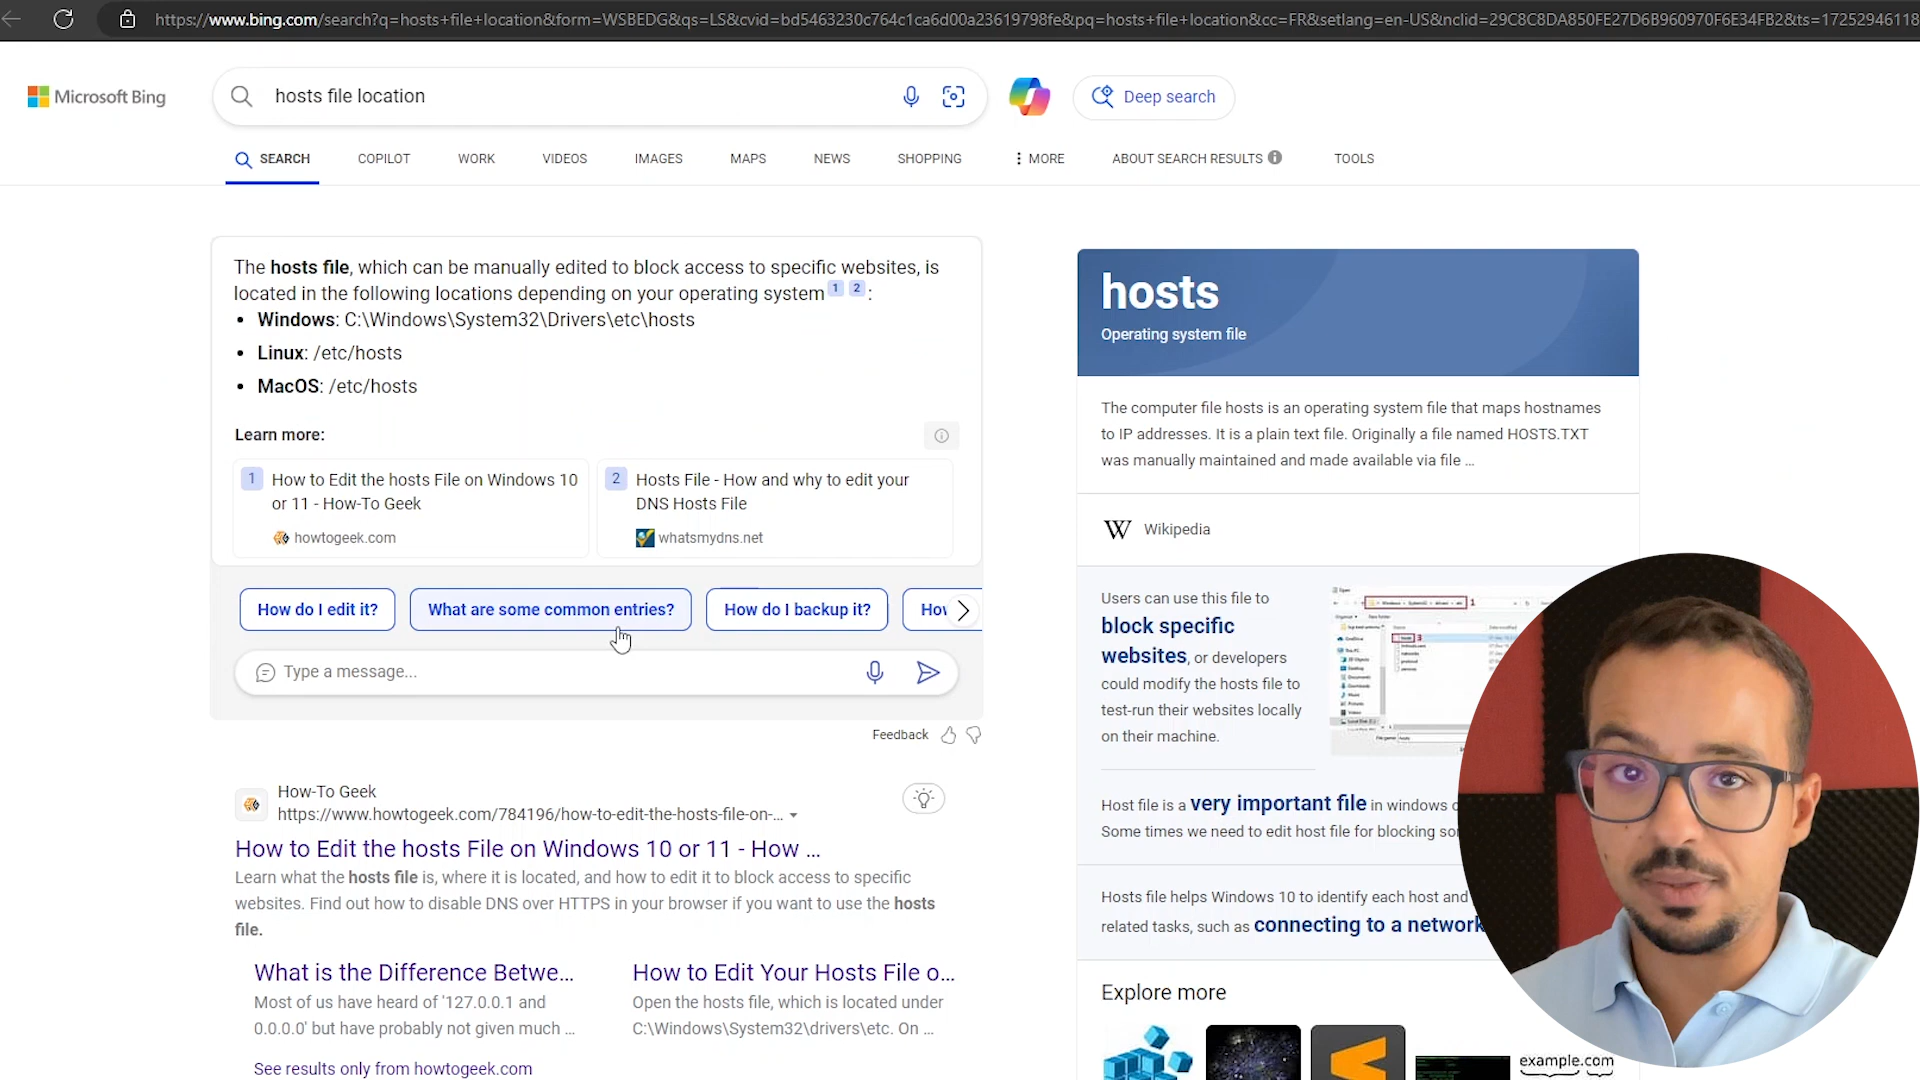 https://www.bing.com/search?q=hosts+file+location&form=WSBEDG&qs=LS&cvid=bd5463230c764c1ca6d00a23619798fe&pq=hosts+file+location&cc=FR&setlang=en-US&nclid=29C8C8DA850FE27D6B960970F6E34FB2&ts=17252946118
Microsoft Bing
hosts file location
Deep search
SEARCH COPILOT WORK VIDEOS IMAGES MAPS NEWS SHOPPING MORE ABOUT SEARCH RESULTS TOOLS
The hosts file, which can be manually edited to block access to specific websites, is
located in the following locations depending on your operating system 1 2 :
• Windows: C:\Windows\System32\Drivers\etc\hosts
• Linux: /etc/hosts
• MacOS: /etc/hosts
Learn more:
1 How to Edit the hosts File on Windows 10
or 11 - How-To Geek
howtogeek.com
2 Hosts File - How and why to edit your
DNS Hosts File
whatsmydns.net
How do I edit it? What are some common entries? How do I backup it? Hov
Type a message...
Feedback
How-To Geek
https://www.howtogeek.com/784196/how-to-edit-the-hosts-file-on-...
How to Edit the hosts File on Windows 10 or 11 - How ...
Learn what the hosts file is, where it is located, and how to edit it to block access to specific
websites. Find out how to disable DNS over HTTPS in your browser if you want to use the hosts
file.
What is the Difference Betwe...
Most of us have heard of '127.0.0.1 and
0.0.0.0' but have probably not given much ...
How to Edit Your Hosts File o...
Open the hosts file, which is located under
C:\Windows\System32\drivers\etc. On ...
See results only from howtogeek.com
hosts
Operating system file
The computer file hosts is an operating system file that maps hostnames
to IP addresses. It is a plain text file. Originally a file named HOSTS.TXT
was manually maintained and made available via file ...
W Wikipedia
Users can use this file to
block specific
websites, or developers
could modify the hosts file to
test-run their websites locally
on their machine.
Host file is a very important file in windows
Some times we need to edit host file for blocking
Hosts file helps Windows 10 to identify each host and
related tasks, such as connecting to a network
Explore more
example.com